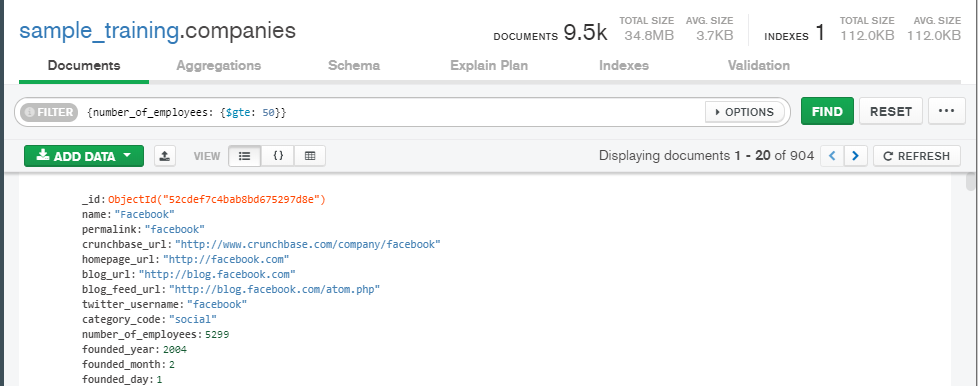 sample_training.companies
DOCUMENTS 9.5k TOTAL SIZE 34.8MB AVG. SIZE 3.7KB INDEXES 1 TOTAL SIZE 112.0KB AVG. SIZE 112.0KB
Documents Aggregations Schema Explain Plan Indexes Validation
FILTER {number_of_employees: {$gte: 50}} OPTIONS FIND RESET ...
ADD DATA VIEW {} Displaying documents 1 - 20 of 904 < > REFRESH
_id: ObjectId("52cdef7c4bab8bd675297d8e")
name: "Facebook"
permalink: "facebook"
crunchbase_url: "http://www.crunchbase.com/company/facebook"
homepage_url: "http://facebook.com"
blog_url: "http://blog.facebook.com"
blog_feed_url: "http://blog.facebook.com/atom.php"
twitter_username: "facebook"
category_code: "social"
number_of_employees: 5299
founded_year: 2004
founded_month: 2
founded_day: 1